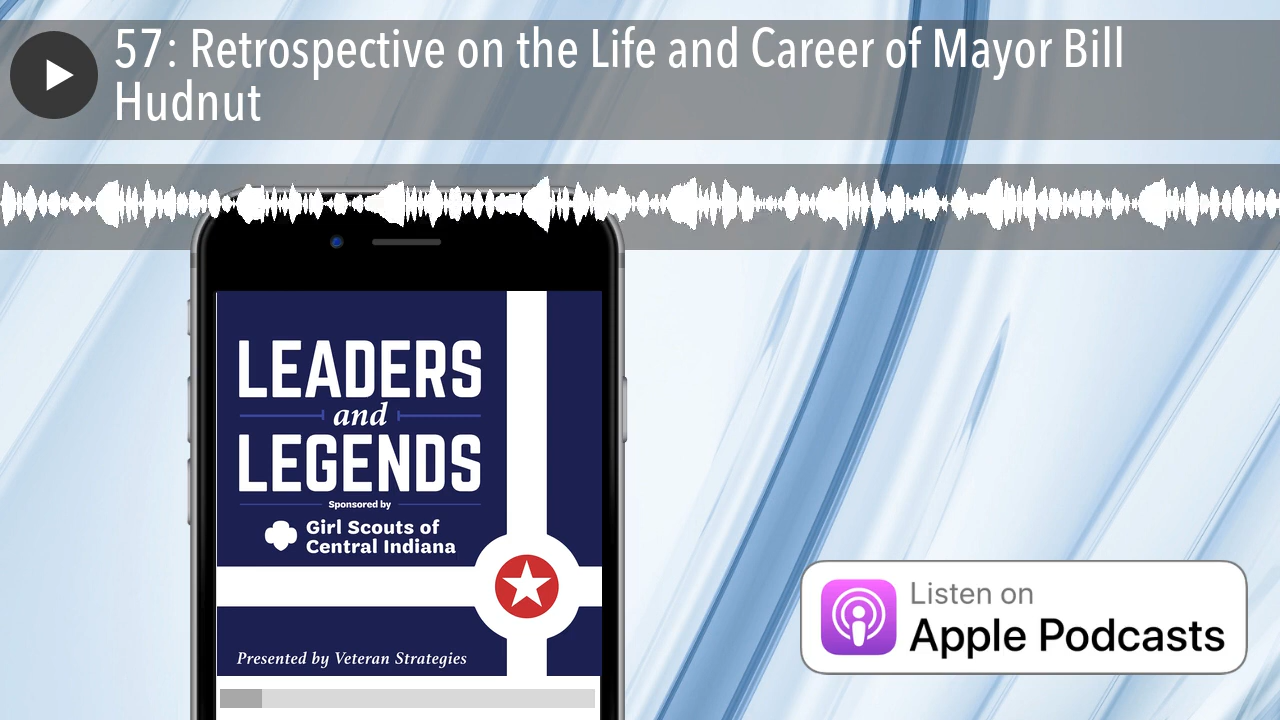 57: Retrospective on the Life and Career of Mayor Bill
Hudnut
LEADERS
and
LEGENDS
Sponsored by
Girl Scouts of
Central Indiana
Presented by Veteran Strategies
Listen on
Apple Podcasts